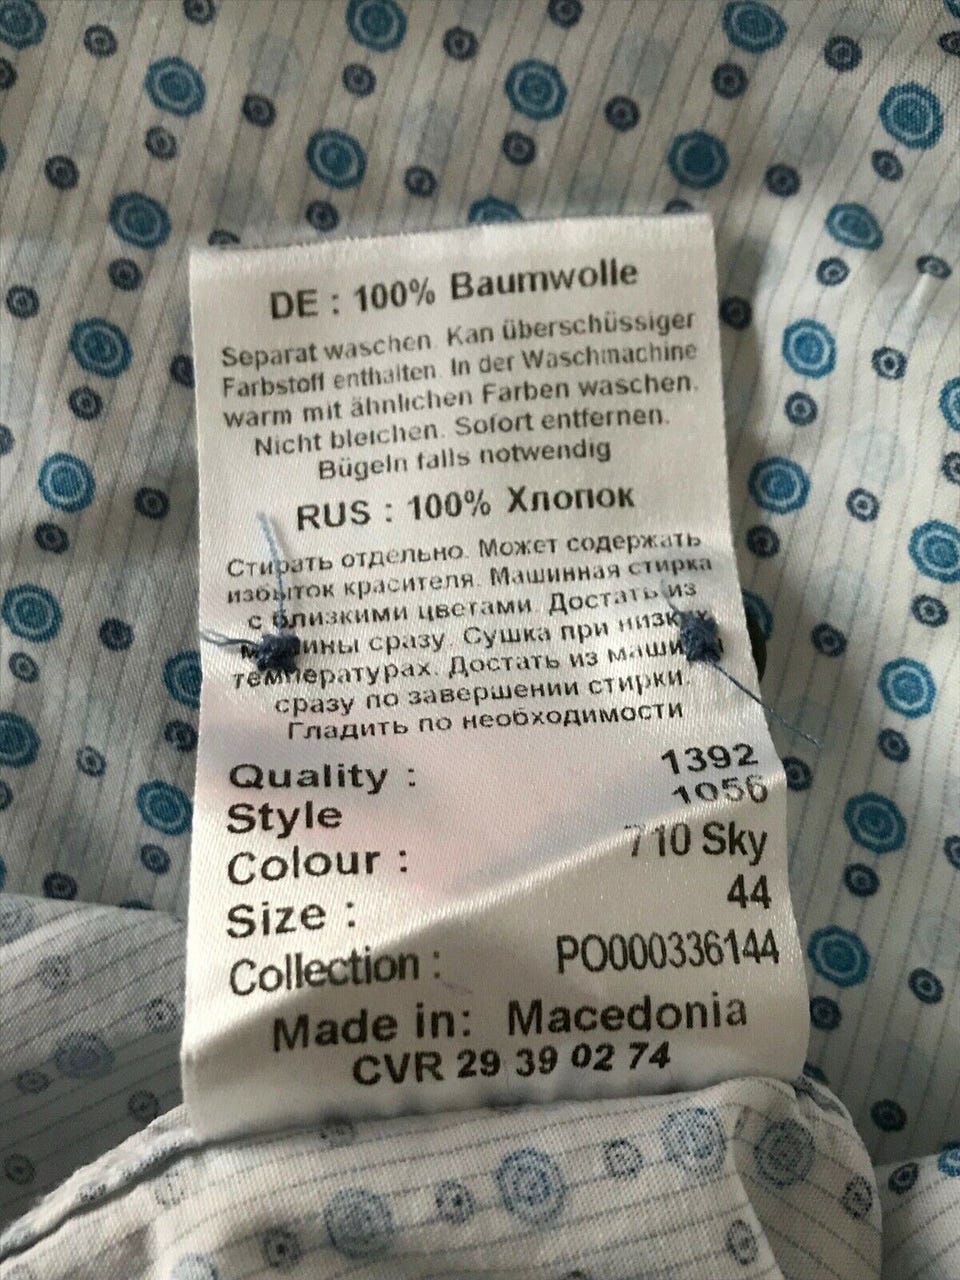 DE : 100% Baumwolle
Separat waschen. Kan überschüssiger
Farbstoff enthalten. In der Waschmachine
warm mit ähnlichen Farben waschen.
Nicht bleichen. Sofort entfernen.
Bügeln falls notwendig
RUS : 100% Хлопок
Стирать отдельно. Может содержать
избыток красителя. Машинная стирка
с близкими цветами. Достать из
сразу. Сушка при низких
температурах. Достать из
сразу по завершении стирки.
Гладить по необходимости
Quality : 1392
Style 1056
Colour : 710 Sky
Size : 44
Collection : PO000336144
Made in: Macedonia
CVR 29 39 02 74